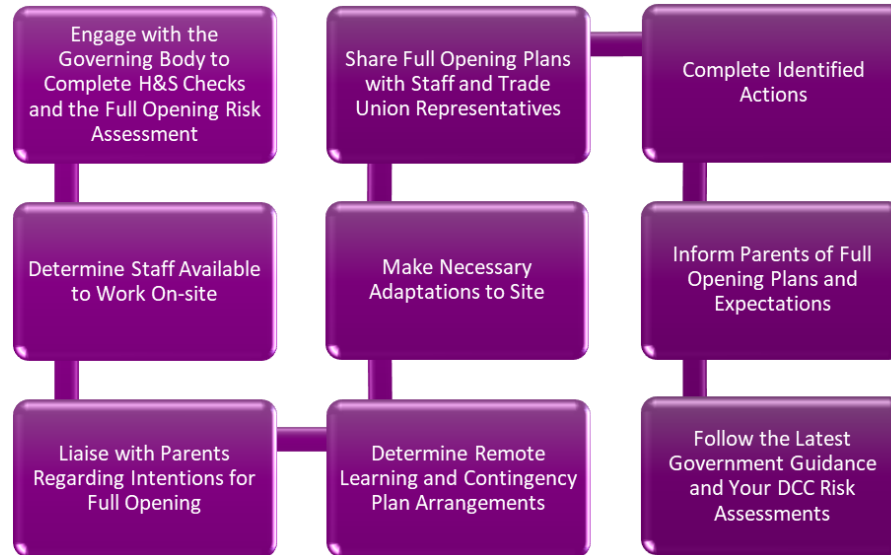 Engage with the
Governing Body to
Complete H&S Checks
and the Full Opening Risk
Assessment
Determine Staff Available
to Work On-site
Liaise with Parents
Regarding Intentions for
Full Opening
Determine Remote
Learning and Contingency
Plan Arrangements
Make Necessary
Adaptations to Site
Share Full Opening Plans
with Staff and Trade
Union Representatives
Complete Identified
Actions
Inform Parents of Full
Opening Plans and
Expectations
Follow the Latest
Government Guidance
and Your DCC Risk
Assessments